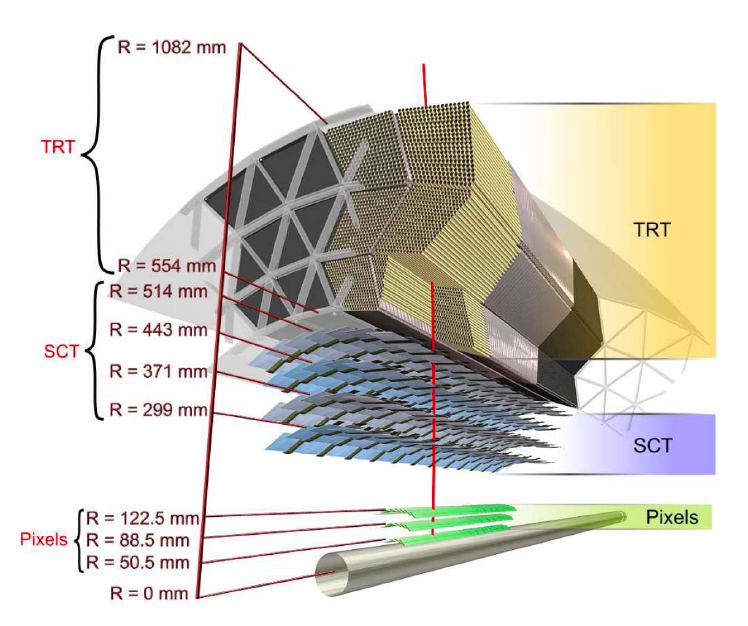 R = 1082 mm
TRT
R = 554 mm
R = 514 mm
R = 443 mm
SCT
R = 371 mm
R = 299 mm
R = 122.5 mm
Pixels
R = 88.5 mm
R = 50.5 mm
R = 0 mm
TRT
SCT
Pixels